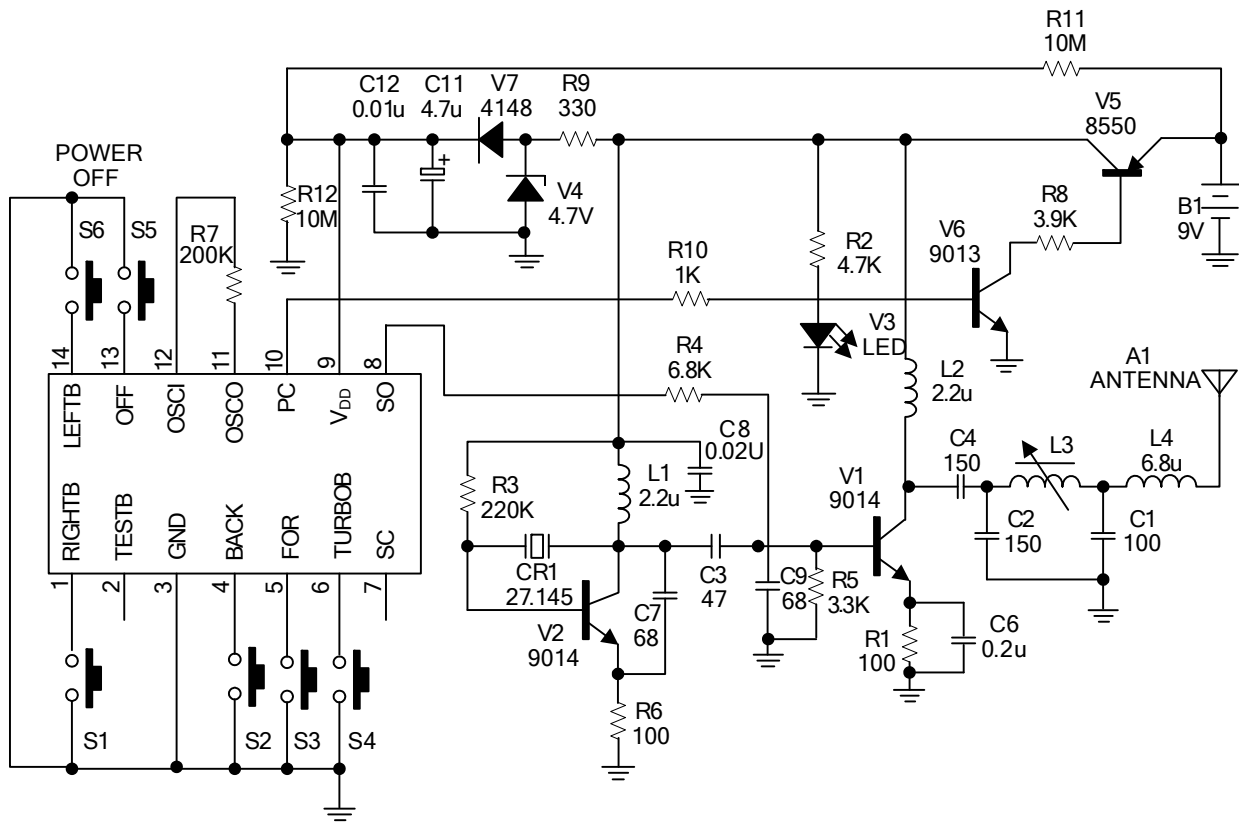 R11
10M
C12
0.01u
C11
4.7u
V7
4148
R9
330
V5
8550
POWER
OFF
R12
10M
+
V4
4.7V
B1
9V
S6
S5
R7
200K
R2
4.7K
R8
3.9K
V6
9013
R10
1K
V3
LED
R4
6.8K
A1
ANTENNA
14
13
12
11
10
9
8
LEFTB
OFF
OSCI
OSCO
PC
VDD
SO
RIGHTB
TESTB
GND
BACK
FOR
TURBOB
SC
1
2
3
4
5
6
7
L2
2.2u
C8
0.02U
C4
150
L3
L4
6.8u
R3
220K
L1
2.2u
V1
9014
C2
150
C1
100
CR1
27.145
C3
47
C7
68
C9
68
R5
3.3K
V2
9014
R1
100
C6
0.2u
R6
100
S1
S2
S3
S4